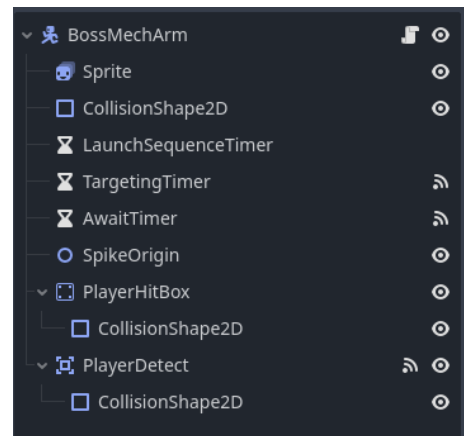 BossMechArm
Sprite
CollisionShape2D
LaunchSequenceTimer
TargetingTimer
AwaitTimer
SpikeOrigin
PlayerHitBox
CollisionShape2D
PlayerDetect
CollisionShape2D